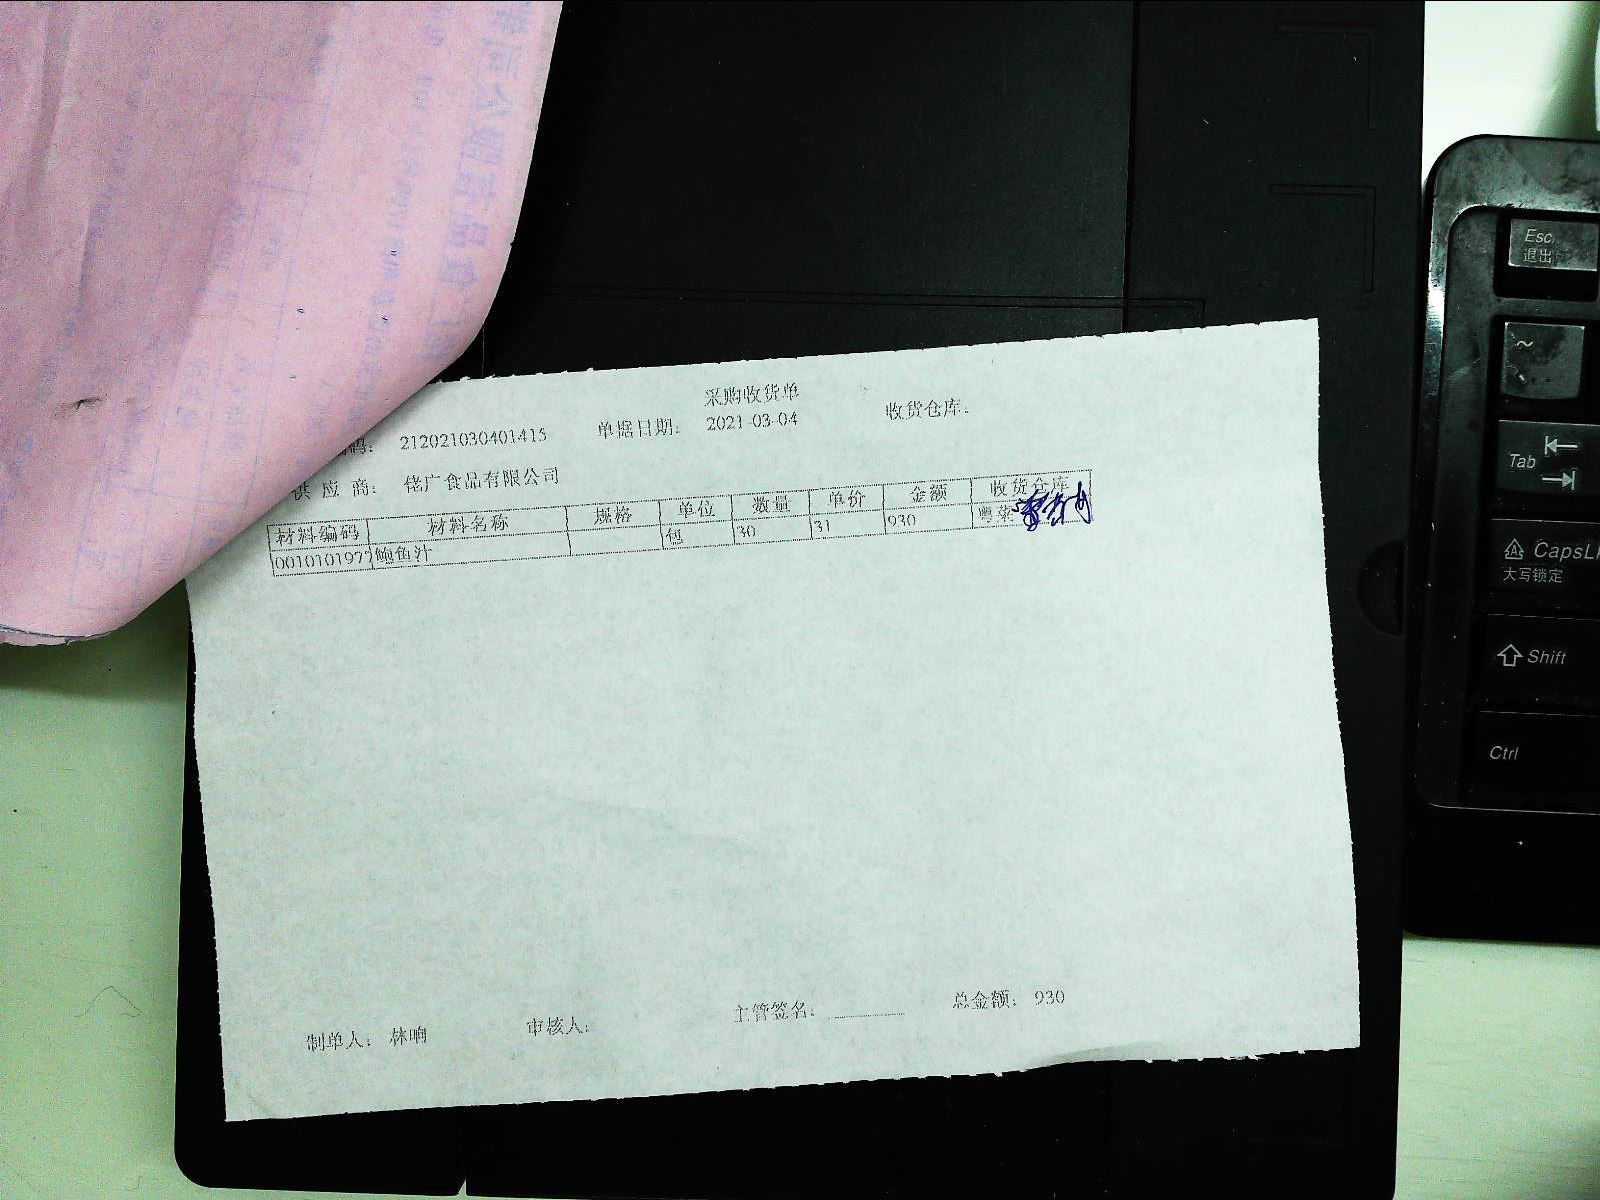 采购收货单
码: 212021030401415 单据日期: 2021-03-04 收货仓库:
供应商: 佬广食品有限公司
材料编码 材料名称 规格 单位 数量 单价 金额 收货仓库
0010101977 鲍鱼汁 包 30 31 930 粤菜
制单人: 林晌 审核人: 主管签名: 总金额: 930
Esc
退出
~
Tab
CapsL
大写锁定
Shift
Ctrl